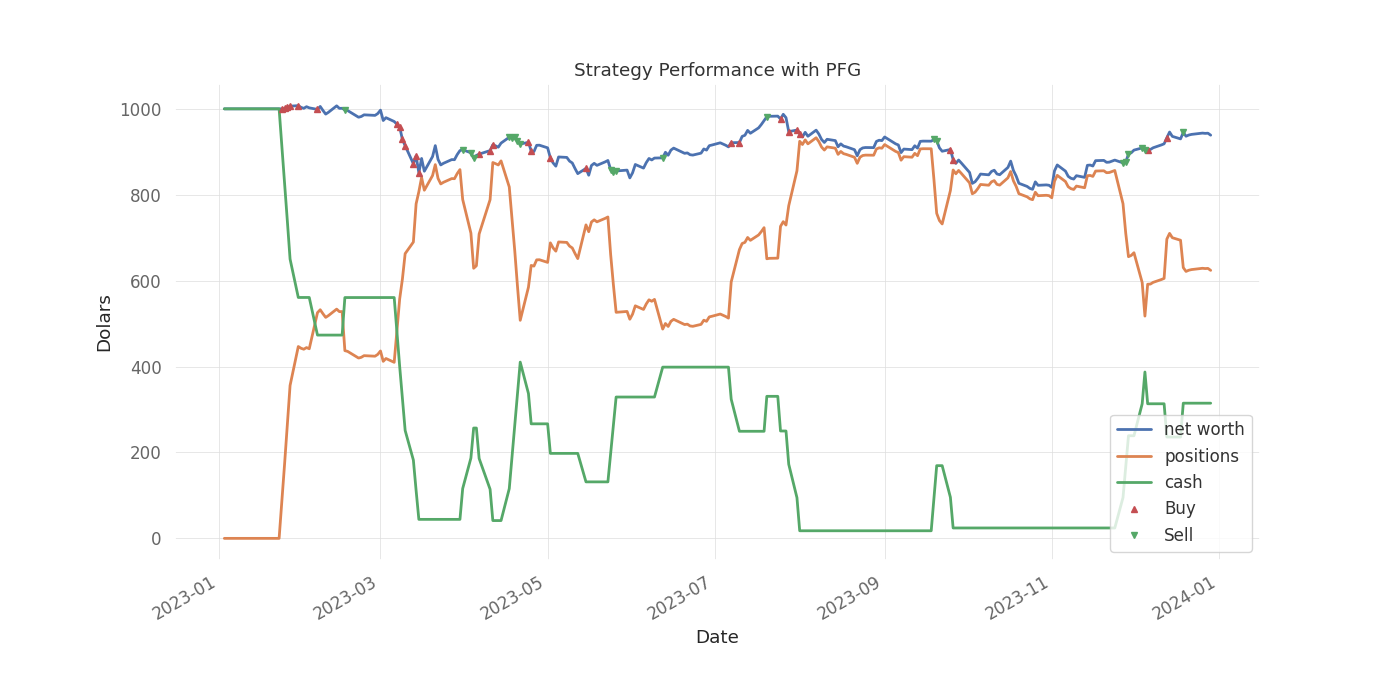 Strategy Performance with PFG
Dolars
1000
800
600
400
200
0
net worth
positions
cash
Buy
Sell
2023-01
2023-03
2023-05
2023-07
2023-09
2023-11
2024-01
Date